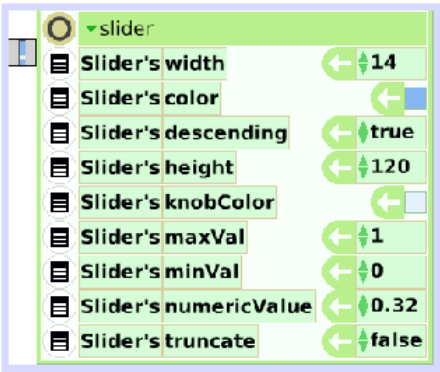 slider
Slider's width 14
Slider's color
Slider's descending true
Slider's height 120
Slider's knobColor
Slider's maxVal 1
Slider's minVal 0
Slider's numericValue 0.32
Slider's truncate false